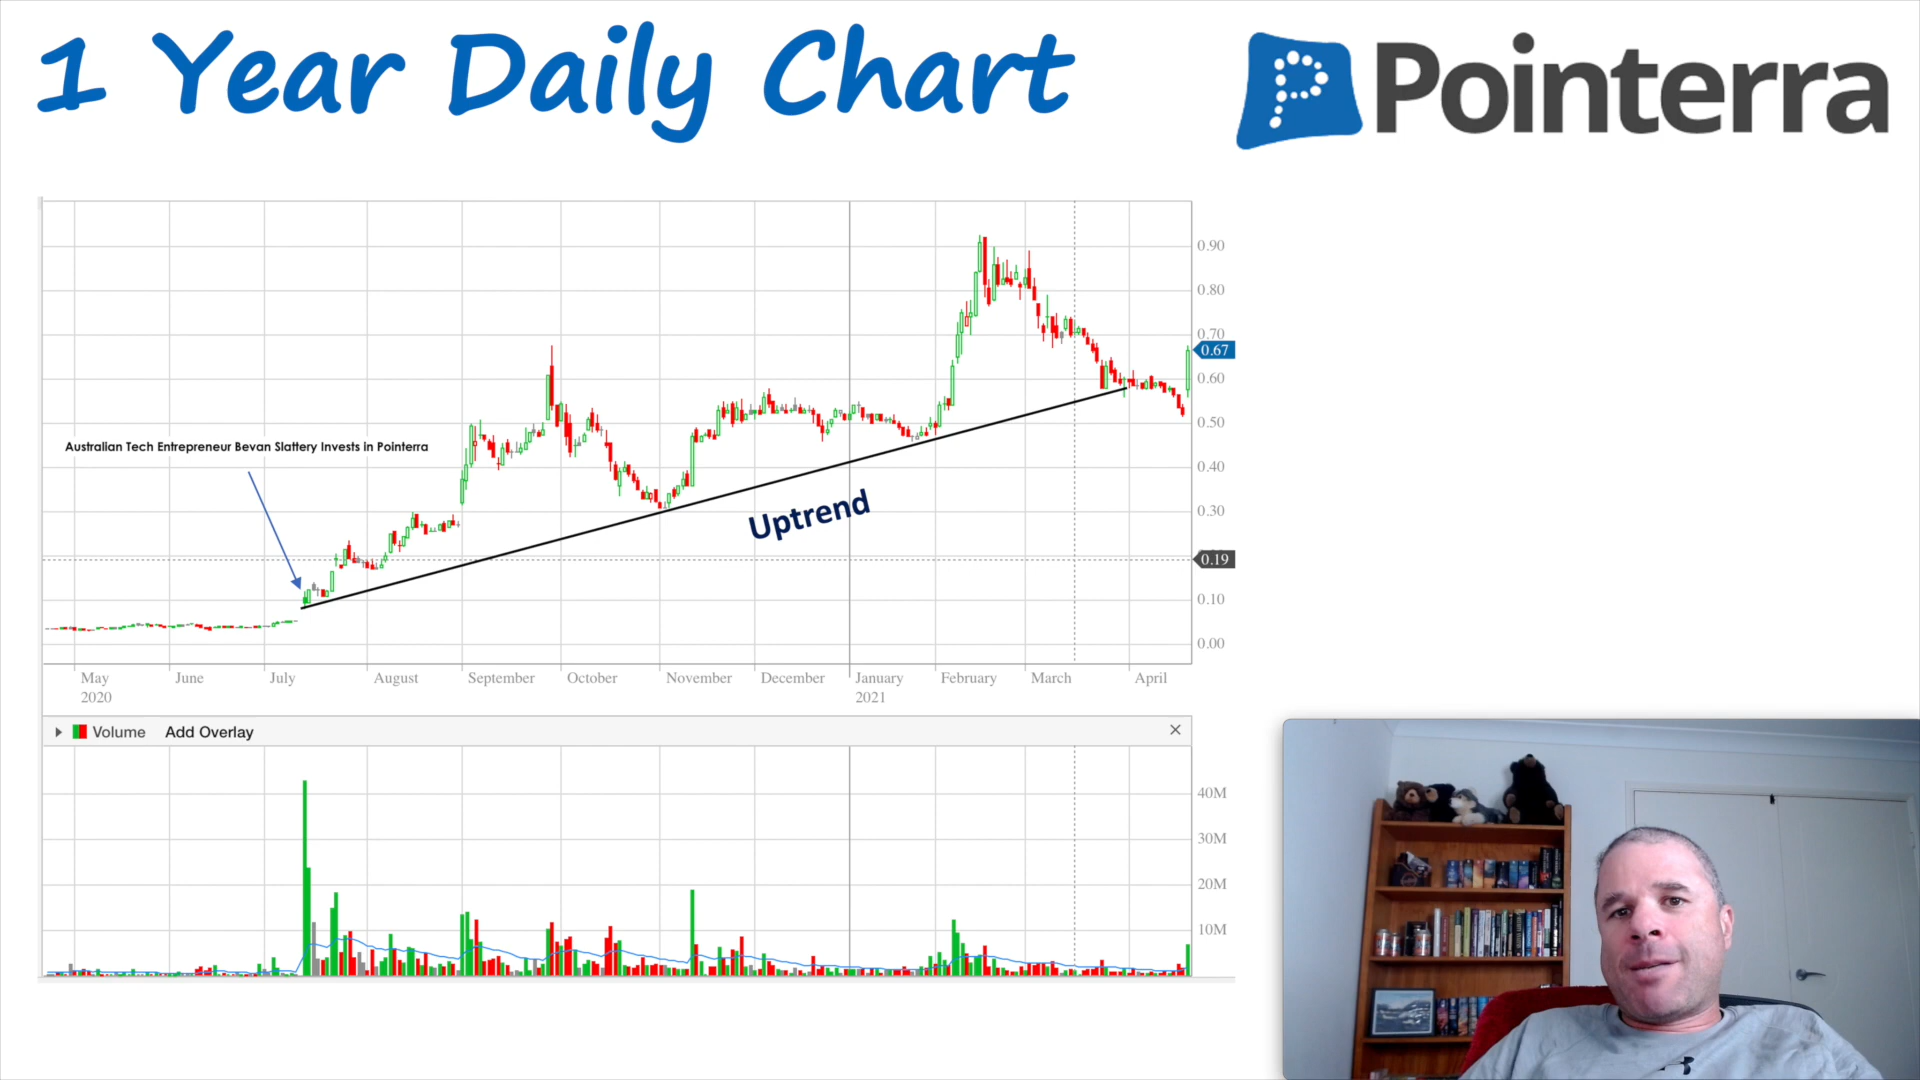 1 Year Daily Chart
Pointerra
0.90
0.80
0.70
0.67
0.60
0.50
Australian Tech Entrepreneur Bevan Slattery Invests in Pointerra
0.40
Uptrend
0.30
0.19
0.10
0.00
May June July August September October November December January February March April
2020 2021
Volume Add Overlay
40M
30M
20M
10M